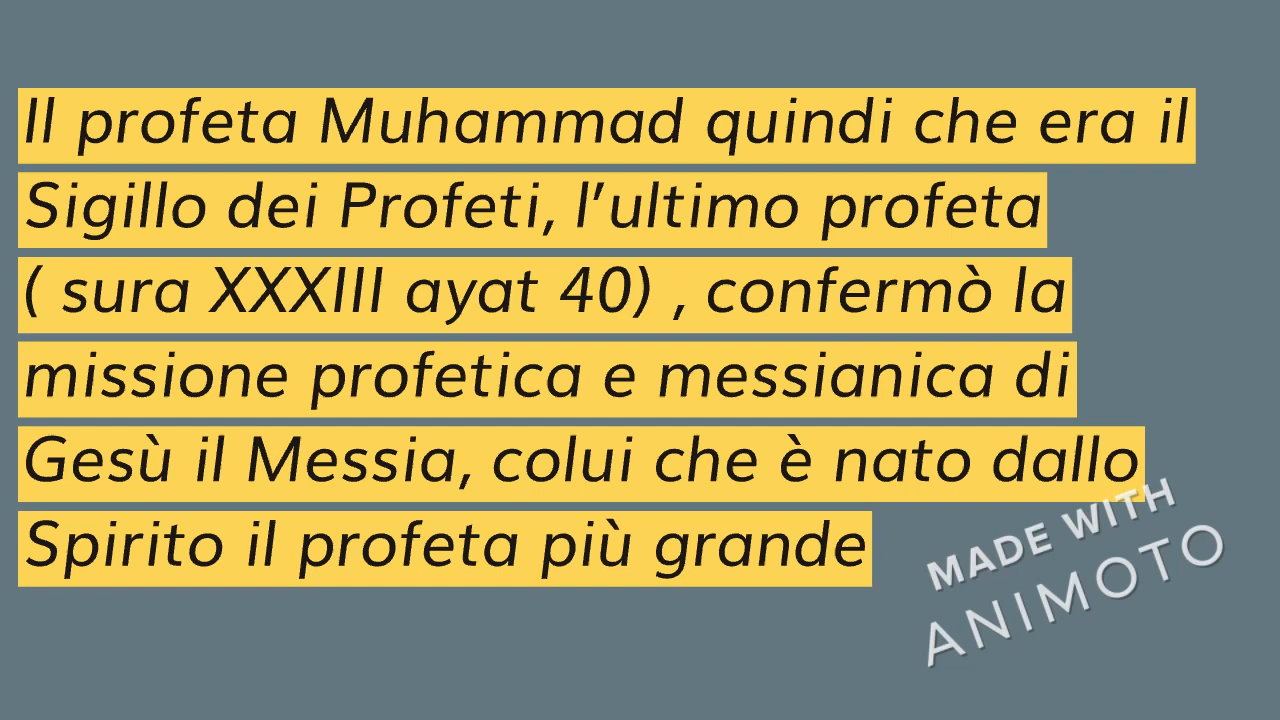 Il profeta Muhammad quindi che era il
Sigillo dei Profeti, l’ultimo profeta
( sura XXXIII ayat 40) , confermò la
missione profetica e messianica di
Gesù il Messia, colui che è nato dallo
Spirito il profeta più grande
MADE WITH
ANIMOTO